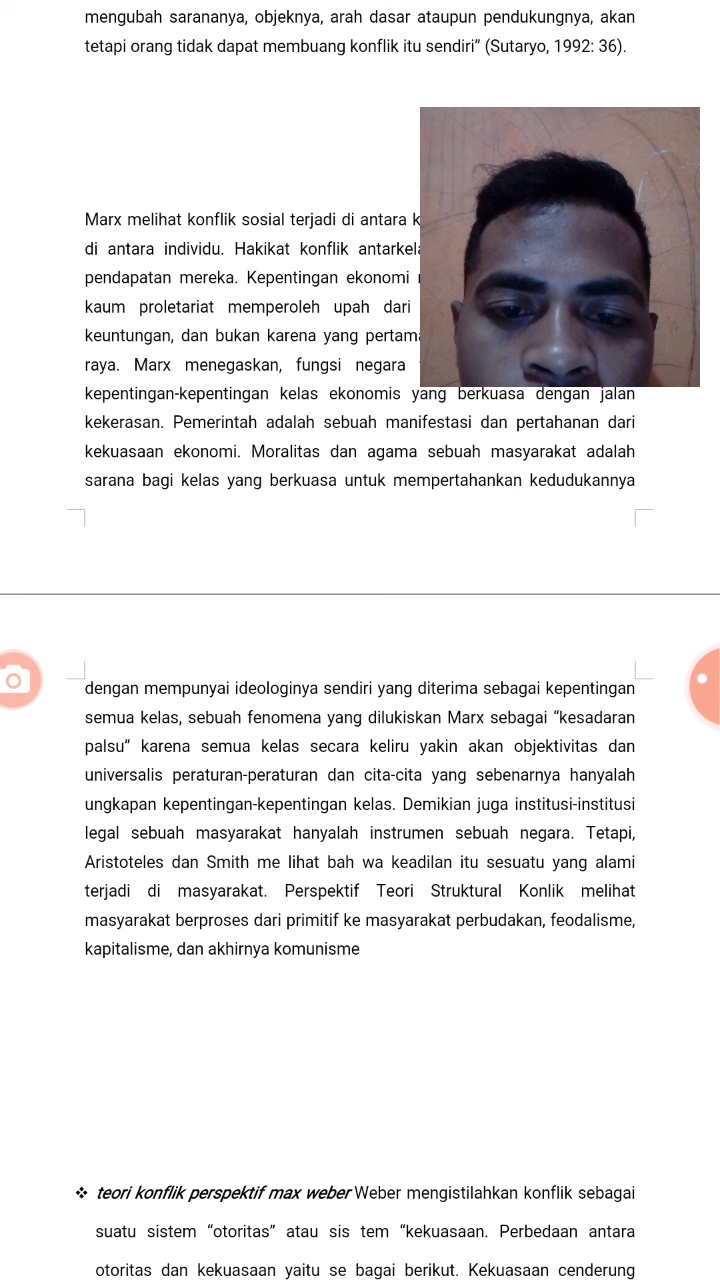 mengubah sarananya, objeknya, arah dasar ataupun pendukungnya, akan
tetapi orang tidak dapat membuang konflik itu sendiri” (Sutaryo, 1992: 36).
Marx melihat konflik sosial terjadi di antara
di antara individu. Hakikat konflik
pendapatan mereka. Kepentingan ekonomi
kaum proletariat memperoleh upah dari
keuntungan, dan bukan karena yang
raya. Marx menegaskan, fungsi negara
kepentingan-kepentingan kelas ekonomis yang berkuasa dengan jalan
kekerasan. Pemerintah adalah sebuah manifestasi dan pertahanan dari
kekuasaan ekonomi. Moralitas dan agama sebuah masyarakat adalah
sarana bagi kelas yang berkuasa untuk mempertahankan kedudukannya
dengan mempunyai ideologinya sendiri yang diterima sebagai kepentingan
semua kelas, sebuah fenomena yang dilukiskan Marx sebagai “kesadaran
palsu” karena semua kelas secara keliru yakin akan objektivitas dan
universalis peraturan-peraturan dan cita-cita yang sebenarnya hanyalah
ungkapan kepentingan-kepentingan kelas. Demikian juga institusi-institusi
legal sebuah masyarakat hanyalah instrumen sebuah negara. Tetapi,
Aristoteles dan Smith me lihat bah wa keadilan itu sesuatu yang alami
terjadi di masyarakat. Perspektif Teori Struktural Konlik melihat
masyarakat berproses dari primitif ke masyarakat perbudakan, feodalisme,
kapitalisme, dan akhirnya komunisme
❖ teori konflik perspektif max weber Weber mengistilahkan konflik sebagai
suatu sistem “otoritas” atau sis tem “kekuasaan. Perbedaan antara
otoritas dan kekuasaan yaitu se bagai berikut. Kekuasaan cenderung